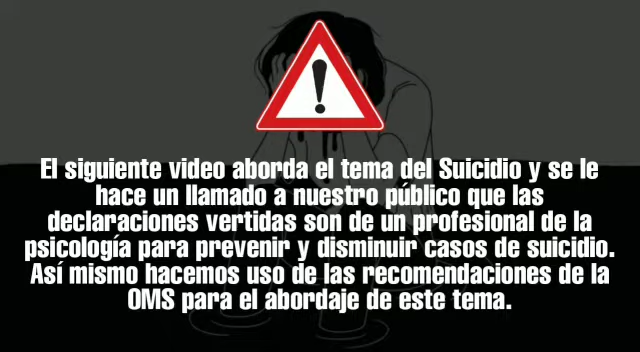 El siguiente video aborda el tema del Suicidio y se le
hace un llamado a nuestro público que las
declaraciones vertidas son de un profesional de la
psicología para prevenir y disminuir casos de suicidio.
Así mismo hacemos uso de las recomendaciones de la
OMS para el abordaje de este tema.